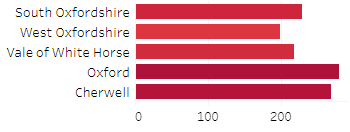 South Oxfordshire
West Oxfordshire
Vale of White Horse
Oxford
Cherwell
0 100 200